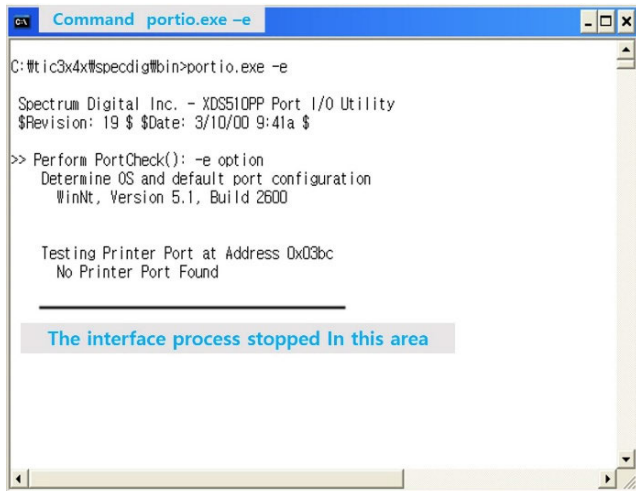 Command portio.exe –e
C:₩tic3x4x₩specdig₩bin>portio.exe -e
Spectrum Digital Inc. - XDS510PP Port I/O Utility
$Revision: 19 $ $Date: 3/10/00 9:41a $
>> Perform PortCheck(): -e option
Determine OS and default port configuration
WinNt, Version 5.1, Build 2600
Testing Printer Port at Address 0x03bc
No Printer Port Found
The interface process stopped In this area